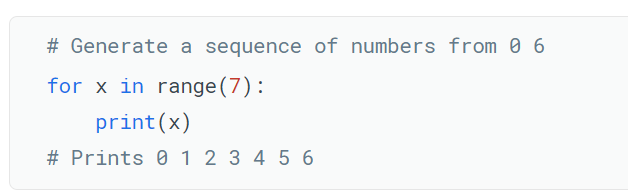 # Generate a sequence of numbers from 0 6
for x in range(7):
    print(x)
# Prints 0 1 2 3 4 5 6